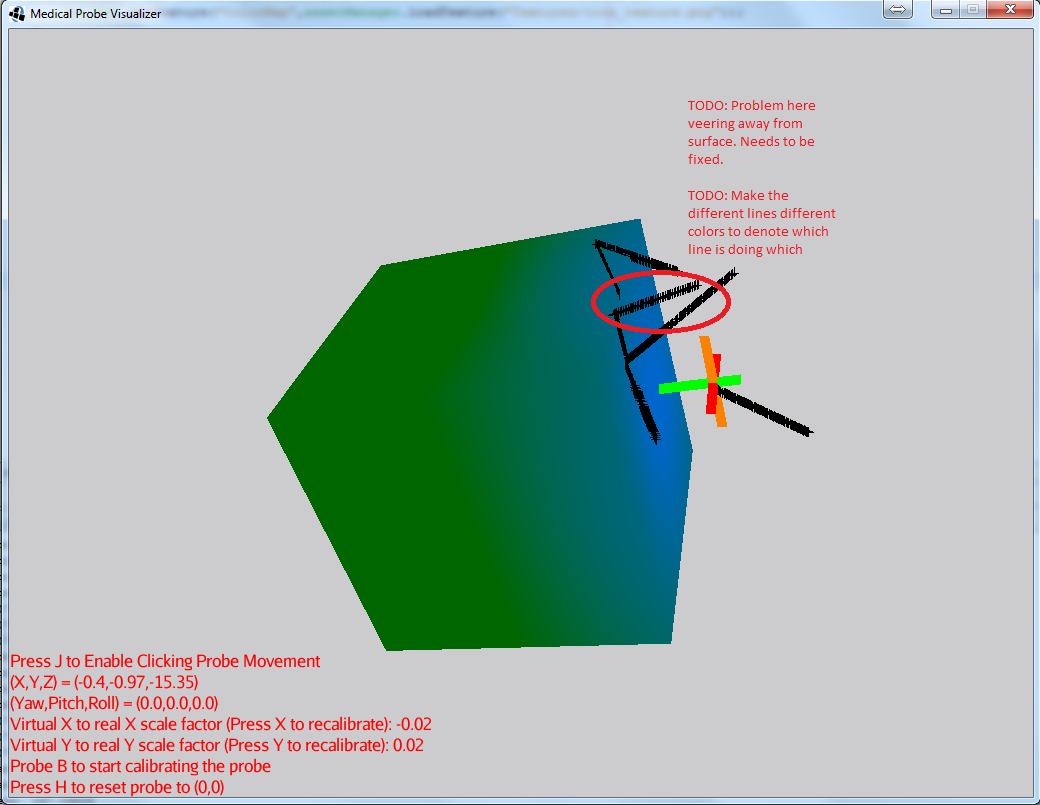 Medical Probe Visualizer
TODO: Problem here
veering away from
surface. Needs to be
fixed.
TODO: Make the
different lines different
colors to denote which
line is doing which
Press J to Enable Clicking Probe Movement
(X,Y,Z) = (-0.4,-0.97,-15.35)
(Yaw,Pitch,Roll) = (0.0,0.0,0.0)
Virtual X to real X scale factor (Press X to recalibrate): -0.02
Virtual Y to real Y scale factor (Press Y to recalibrate): 0.02
Probe B to start calibrating the probe
Press H to reset probe to (0,0)